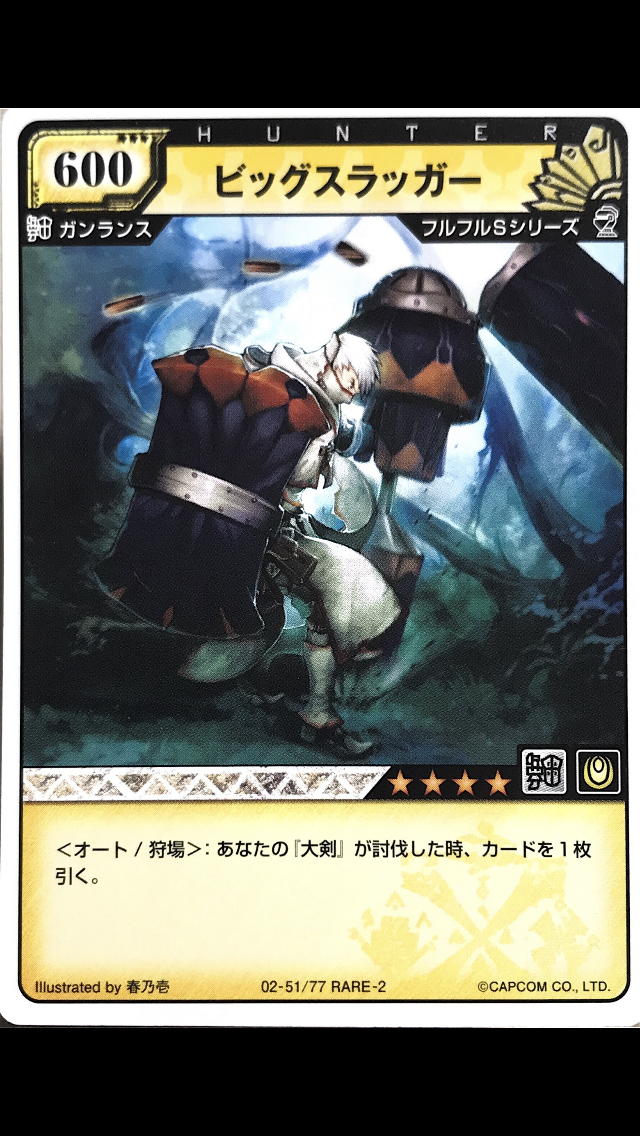 HUNTER
600
ビッグスラッガー
ガンランス
フルフルSシリーズ
<オート / 狩場>：あなたの『大剣』が討伐した時、カードを1枚
引く。
Illustrated by 春乃壱
02-51/77 RARE-2
©CAPCOM CO., LTD.